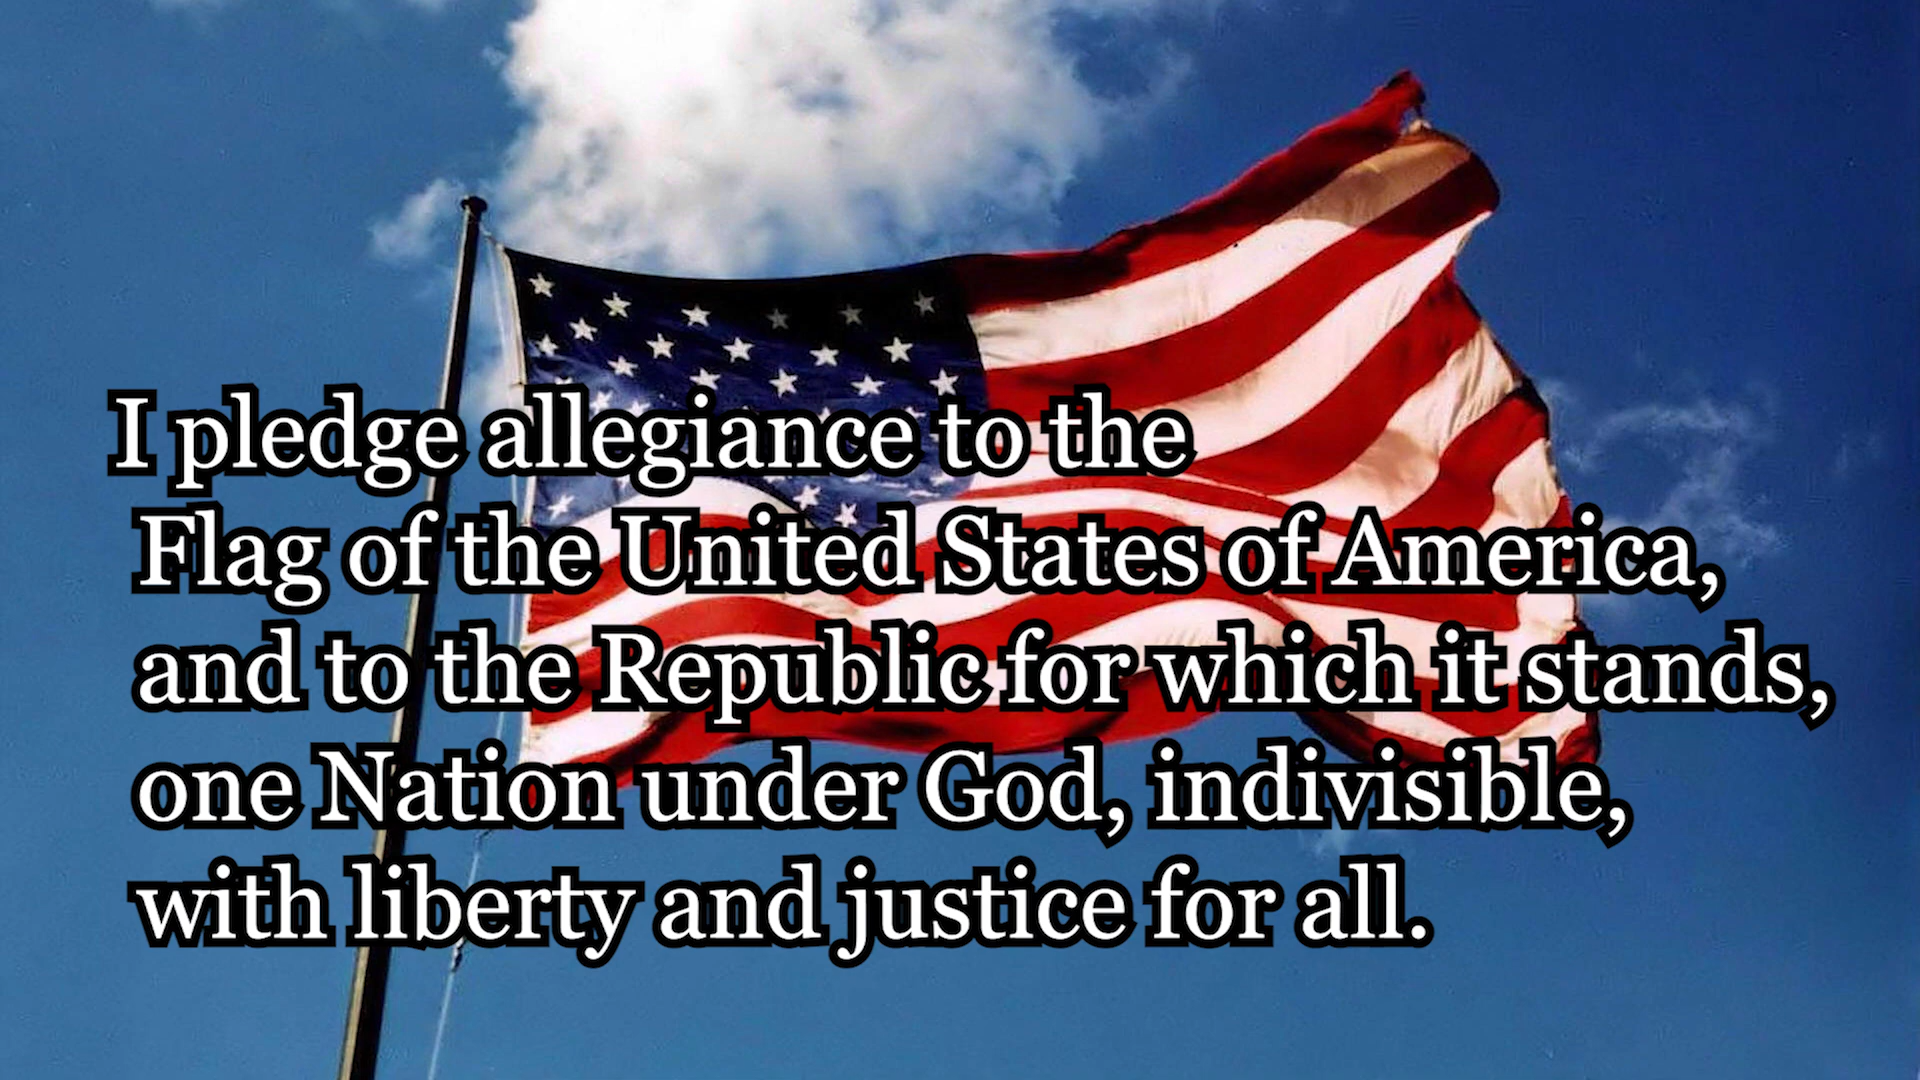 I pledge allegiance to the
Flag of the United States of America,
and to the Republic for which it stands,
one Nation under God, indivisible,
with liberty and justice for all.